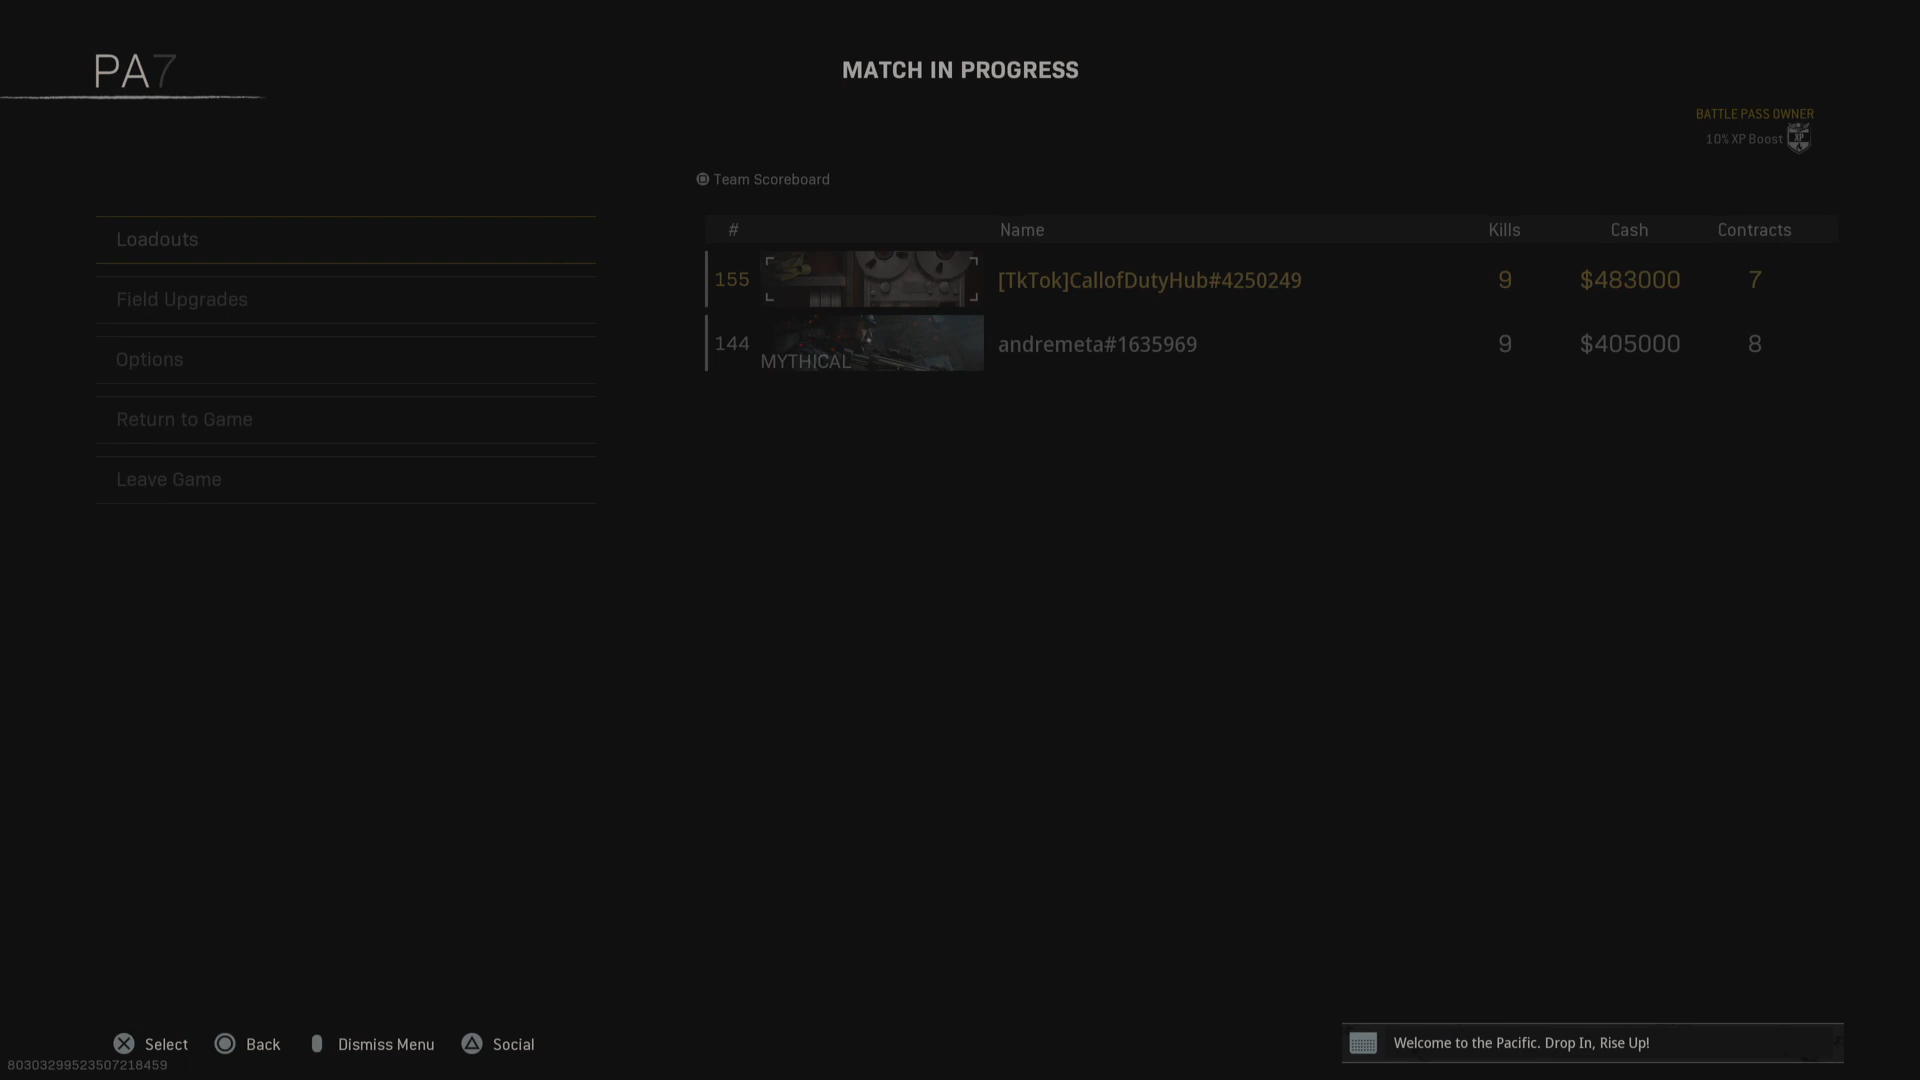 PA7
MATCH IN PROGRESS
BATTLE PASS OWNER
10% XP Boost XP
Team Scoreboard
Loadouts
Field Upgrades
Options
Return to Game
Leave Game
# Name Kills Cash Contracts
155 [TkTok]CallofDutyHub#4250249 9 $483000 7
144 MYTHICAL andremeta#1635969 9 $405000 8
Select Back Dismiss Menu Social
Welcome to the Pacific. Drop In, Rise Up!
80303299523507218459